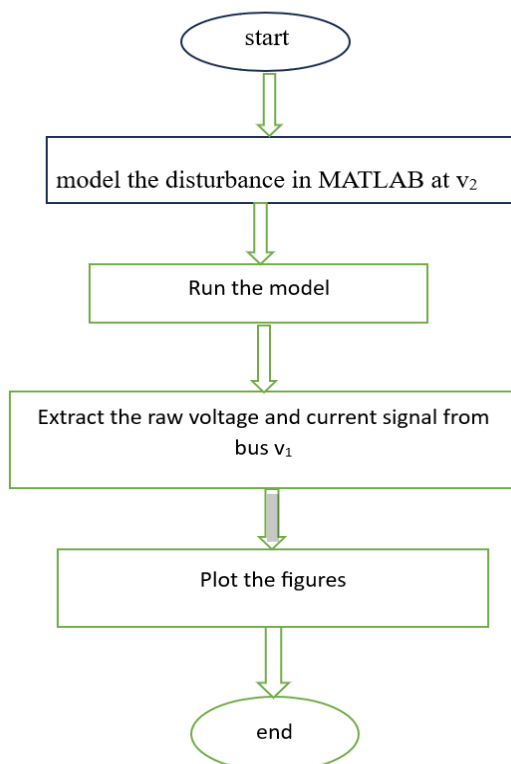 start
model the disturbance in MATLAB at v₂
Run the model
Extract the raw voltage and current signal from
bus v₁
Plot the figures
end